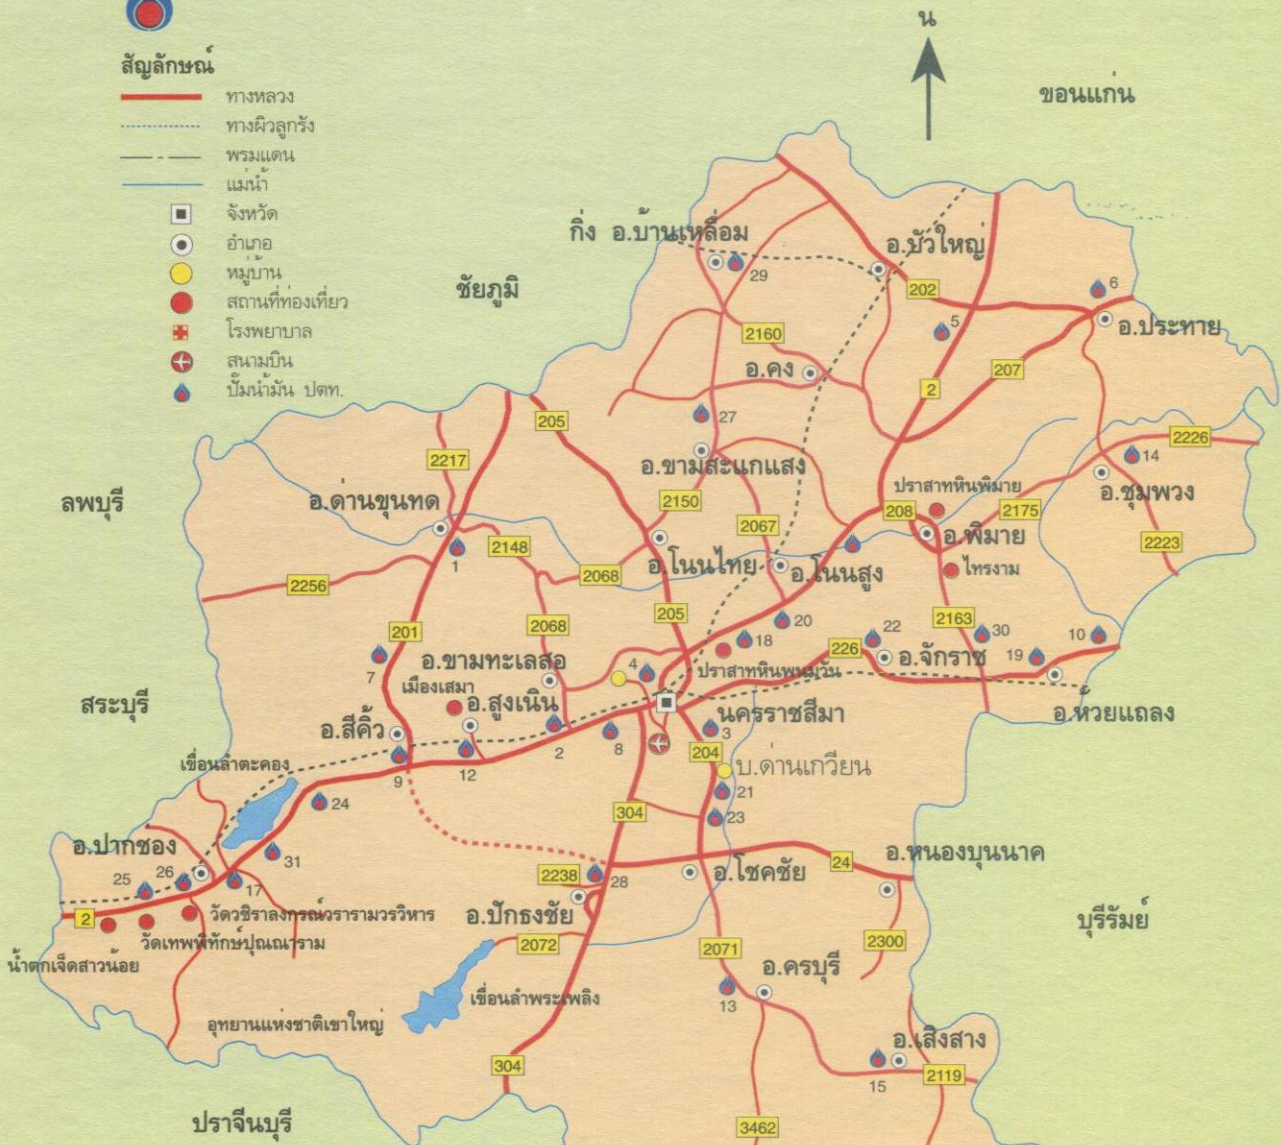 น
ขอนแก่น
สัญลักษณ์
ทางหลวง
ทางผิวลูกรัง
พรมแดน
แม่น้ำ
จังหวัด
อำเภอ
หมู่บ้าน
สถานที่ท่องเที่ยว
โรงพยาบาล
สนามบิน
ปั๊มน้ำมัน ปตท.
กิ่ง อ.บ้านเหลื่อม
29
อ.บัวใหญ่
ชัยภูมิ
202
6
อ.ประทาย
5
2160
อ.คง
207
2
27
205
2226
2217
14
อ.ขามสะแกแสง
ลพบุรี
อ.ด่านขุนทด
2150
ปราสาทหินพิมาย
อ.ชุมพวง
208
2175
2067
อ.พิมาย
2148
1
อ.โนนไทย
อ.โนนสูง
2223
ไทรงาม
2068
2256
205
2163
20
201
2068
18
22
30
10
226
อ.จักราช
19
7
อ.ขามทะเลสอ
4
ปราสาทหินพนมวัน
เมืองเสมา
อ.สูงเนิน
สระบุรี
อ.สีคิ้ว
นครราชสีมา
อ.ห้วยแถลง
3
2
8
12
9
204
เขื่อนลำตะคอง
บ.ด่านเกวียน
21
24
304
23
อ.ปากช่อง
31
24
อ.หนองบุนนาค
25
26
17
2238
28
อ.โชคชัย
2
วัดวชิราลงกรณ์วรารามวรวิหาร
อ.ปักธงชัย
บุรีรัมย์
วัดเทพพิทักษ์ปุณณาราม
2072
2071
2300
น้ำตกเจ็ดสาวน้อย
อ.ครบุรี
13
เขื่อนลำพระเพลิง
อุทยานแห่งชาติเขาใหญ่
อ.เสิงสาง
304
15
2119
ปราจีนบุรี
3462